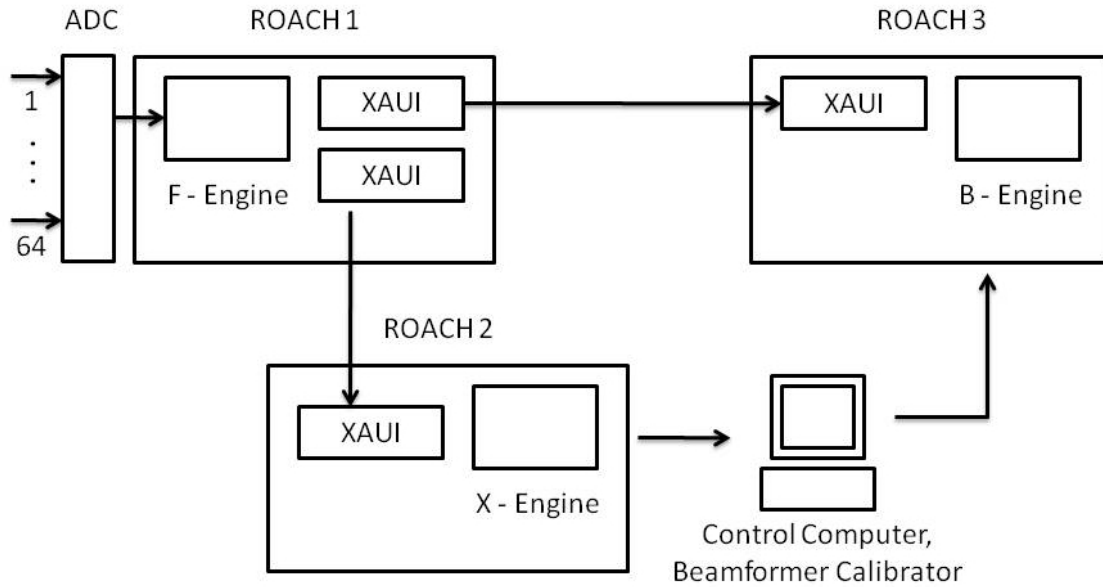 ADC
ROACH 1
ROACH 3
1
.
.
.
64
F - Engine
XAUI
XAUI
XAUI
B - Engine
ROACH 2
XAUI
X - Engine
Control Computer,
Beamformer Calibrator